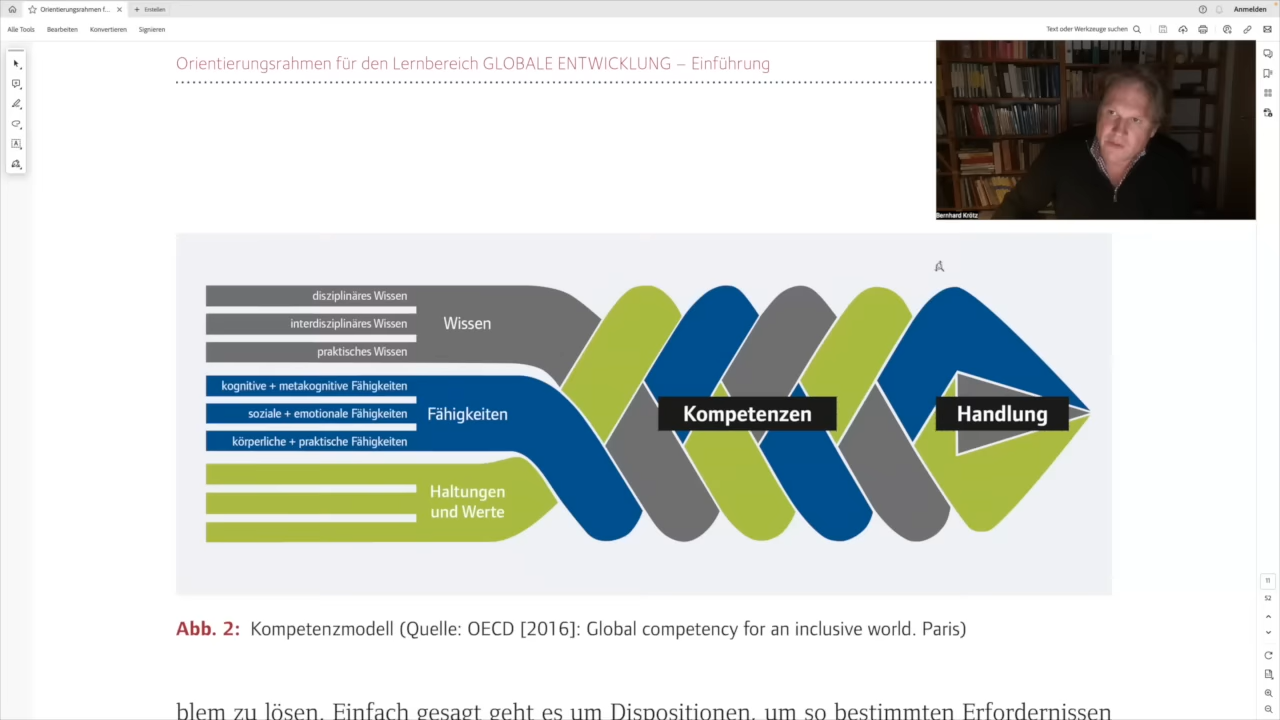 Orientierungsrahmen f...
Erstellen
Anmelden
Alle Tools
Bearbeiten
Konvertieren
Signieren
Text oder Werkzeuge suchen
Orientierungsrahmen für den Lernbereich GLOBALE ENTWICKLUNG – Einführung
Bernhard Krötz
disziplinäres Wissen
interdisziplinäres Wissen
praktisches Wissen
Wissen
kognitive + metakognitive Fähigkeiten
soziale + emotionale Fähigkeiten
körperliche + praktische Fähigkeiten
Fähigkeiten
Haltungen
und Werte
Kompetenzen
Handlung
11
52
Abb. 2: Kompetenzmodell (Quelle: OECD [2016]: Global competency for an inclusive world. Paris)
blem zu lösen. Einfach gesagt geht es um Dispositionen, um so bestimmten Erfordernissen